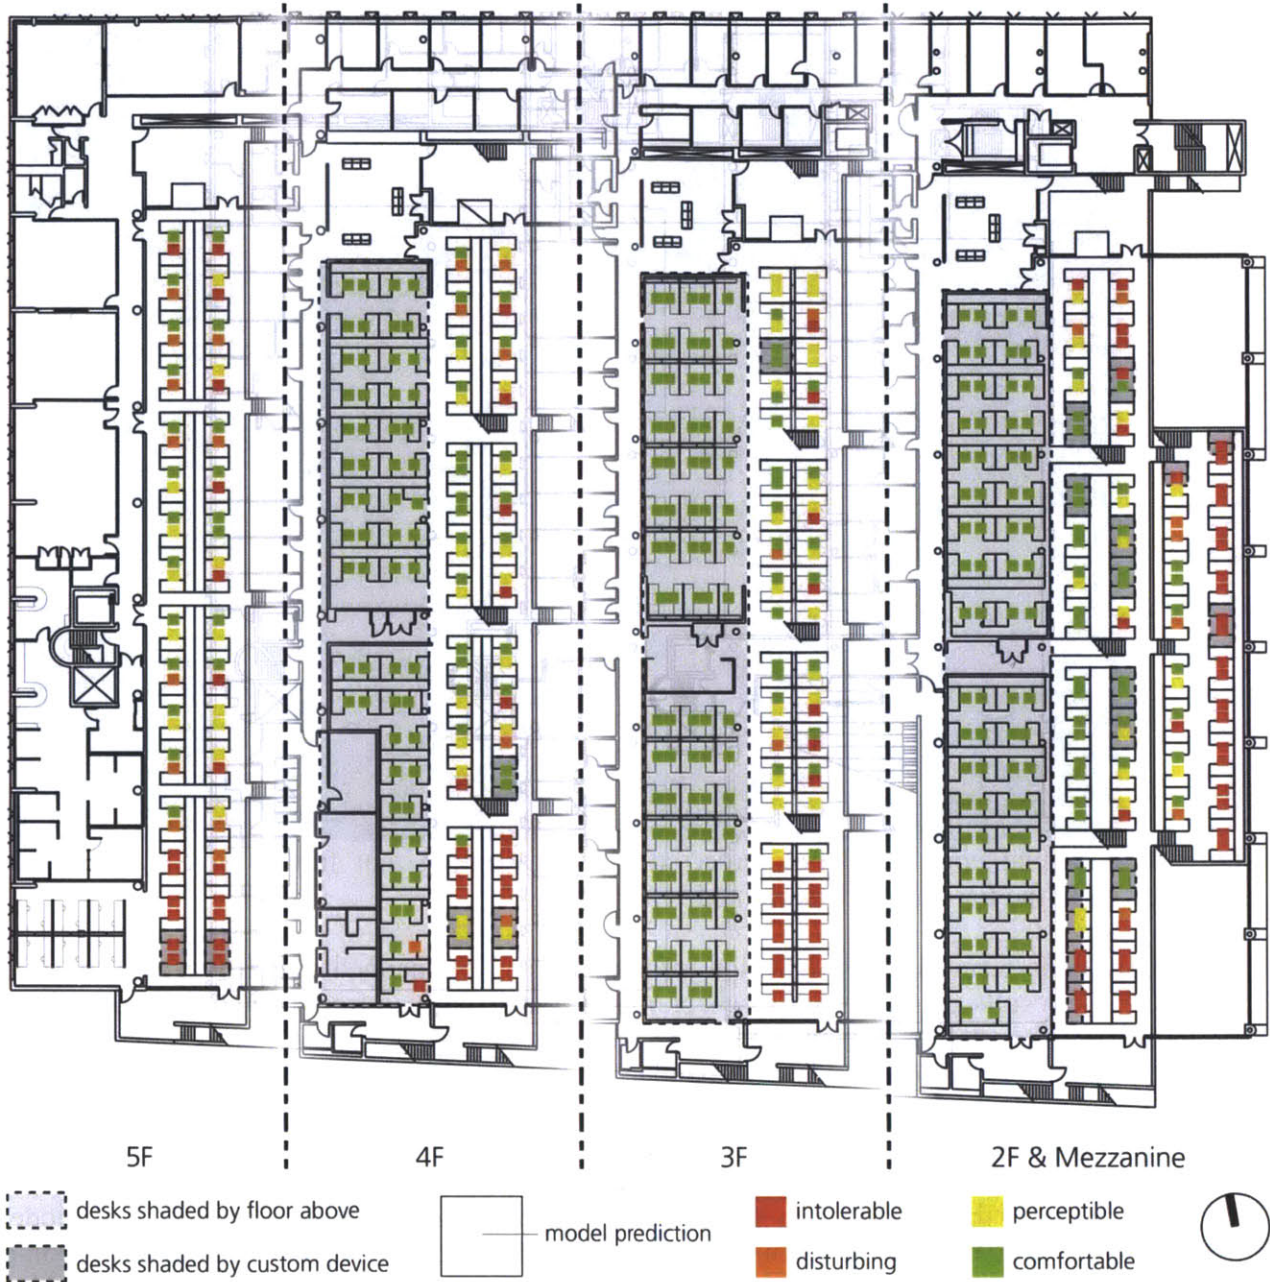 5F
4F
3F
2F & Mezzanine
desks shaded by floor above
desks shaded by custom device
model prediction
intolerable
disturbing
perceptible
comfortable